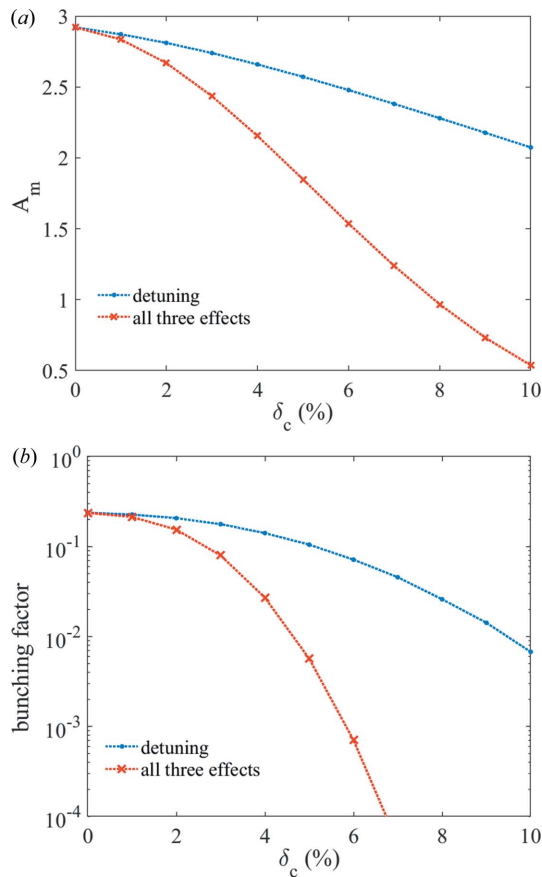 (a)
3
2.5
2
1.5
1
0.5
A_m
detuning
all three effects
0 2 4 6 8 10
δ_c (%)
(b)
10^0
10^-1
10^-2
10^-3
10^-4
bunching factor
detuning
all three effects
0 2 4 6 8 10
δ_c (%)